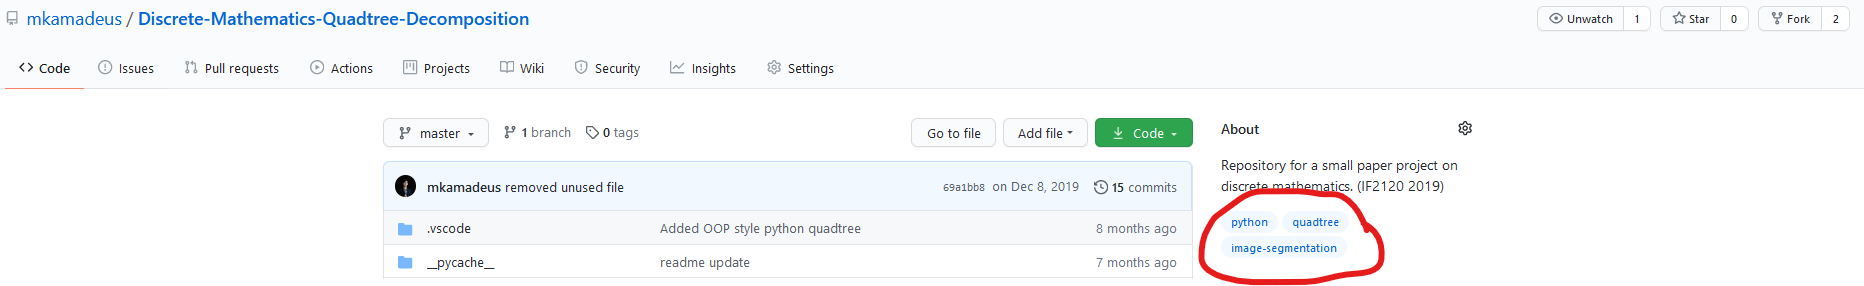 mkamadeus / Discrete-Mathematics-Quadtree-Decomposition
Unwatch 1 Star 0 Fork 2
Code Issues Pull requests Actions Projects Wiki Security Insights Settings
master 1 branch 0 tags Go to file Add file Code
About
Repository for a small paper project on
discrete mathematics. (IF2120 2019)
python quadtree
image-segmentation
mkamadeus removed unused file 69a1bb8 on Dec 8, 2019 15 commits
.vscode Added OOP style python quadtree 8 months ago
__pycache__ readme update 7 months ago